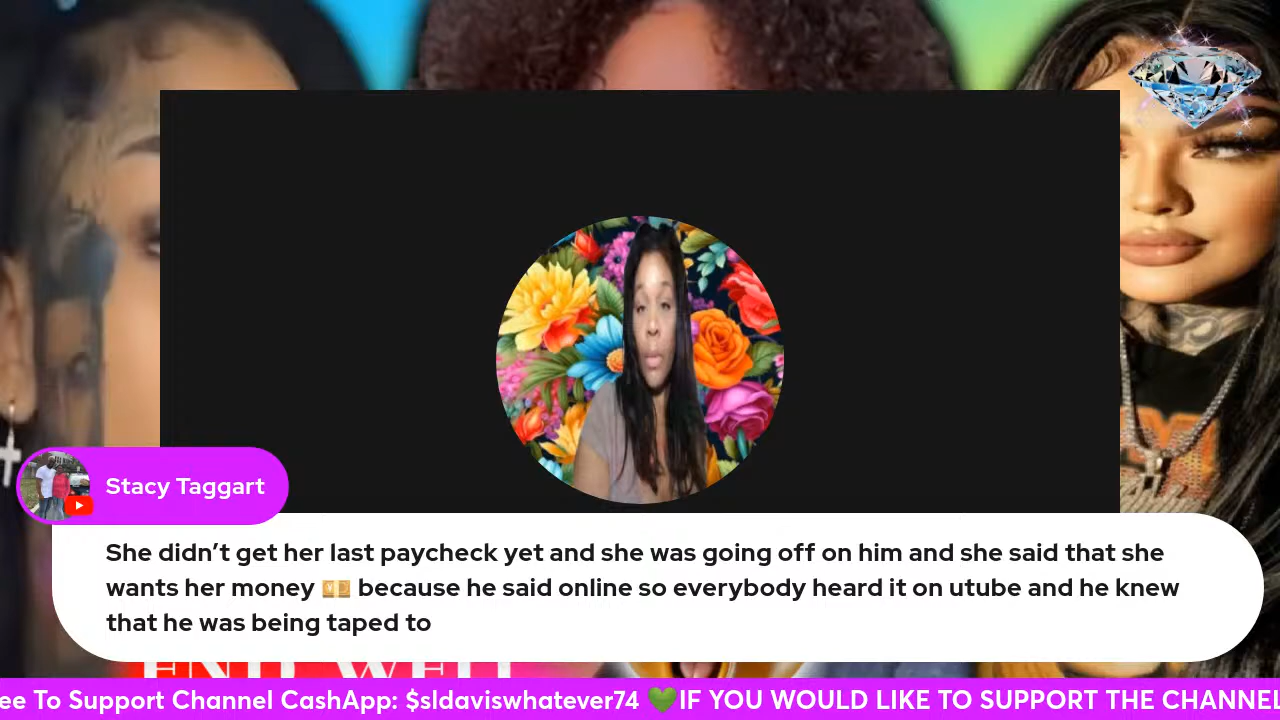 Stacy Taggart
She didn’t get her last paycheck yet and she was going off on him and she said that she
wants her money 💴 because he said online so everybody heard it on utube and he knew
that he was being taped to
ee To Support Channel CashApp: $sldaviswhatever74 💚IF YOU WOULD LIKE TO SUPPORT THE CHANNEL